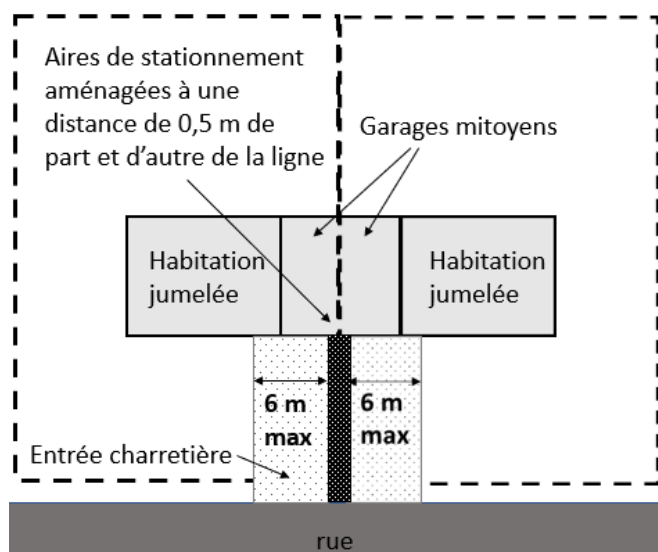 Aires de stationnement
aménagées à une
distance de 0,5 m de
part et d'autre de la ligne
Garages mitoyens
Habitation
jumelée
Habitation
jumelée
6 m
max
6 m
max
Entrée charretière
rue